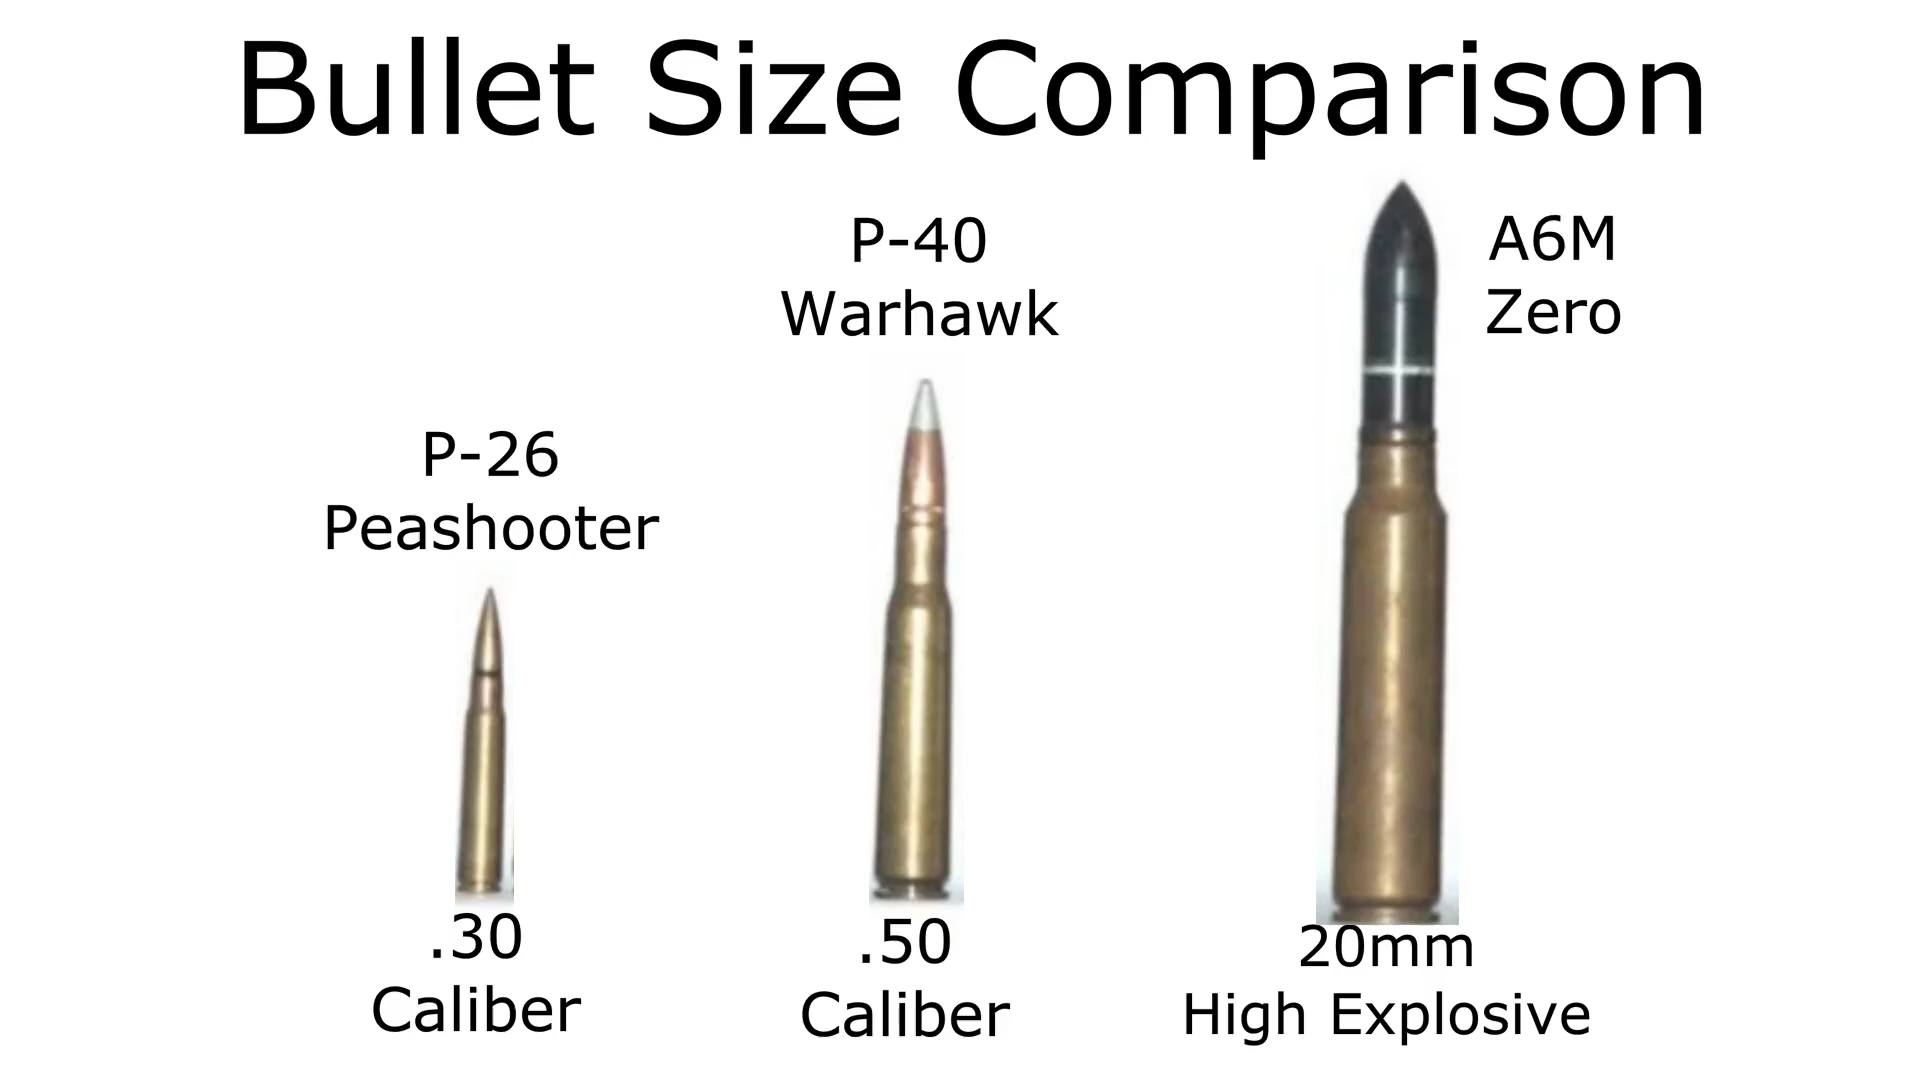 Bullet Size Comparison
P-26
Peashooter
.30
Caliber
P-40
Warhawk
.50
Caliber
A6M
Zero
20mm
High Explosive